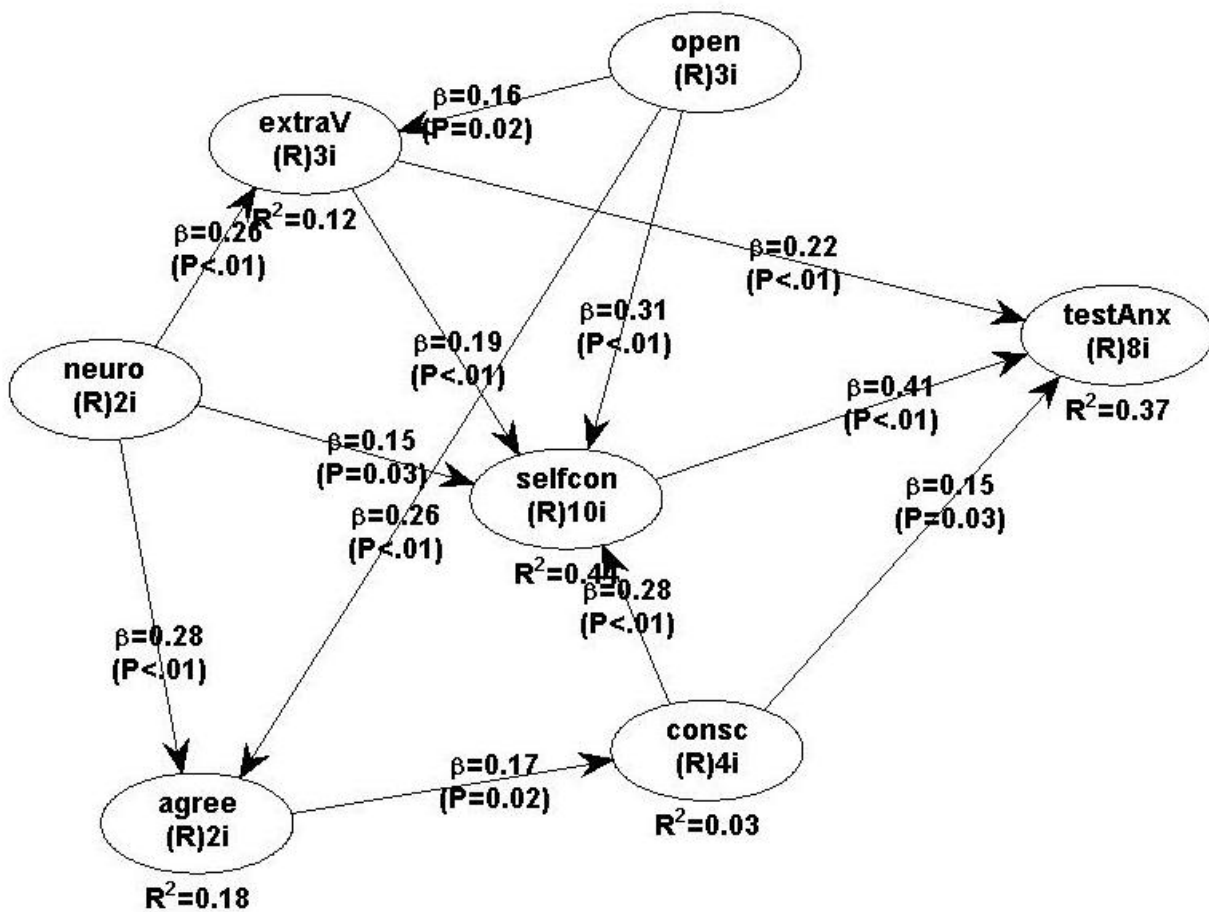 open
(R)3i
β=0.16
(P=0.02)
extraV
(R)3i
R²=0.12
β=0.26
(P<.01)
β=0.22
(P<.01)
testAnx
(R)8i
R²=0.37
β=0.31
(P<.01)
β=0.19
(P<.01)
neuro
(R)2i
β=0.41
(P<.01)
β=0.15
(P=0.03)
selfcon
(R)10i
R²=0.44
β=0.15
(P=0.03)
β=0.26
(P<.01)
β=0.28
(P<.01)
β=0.28
(P<.01)
consc
(R)4i
R²=0.03
β=0.17
(P=0.02)
agree
(R)2i
R²=0.18